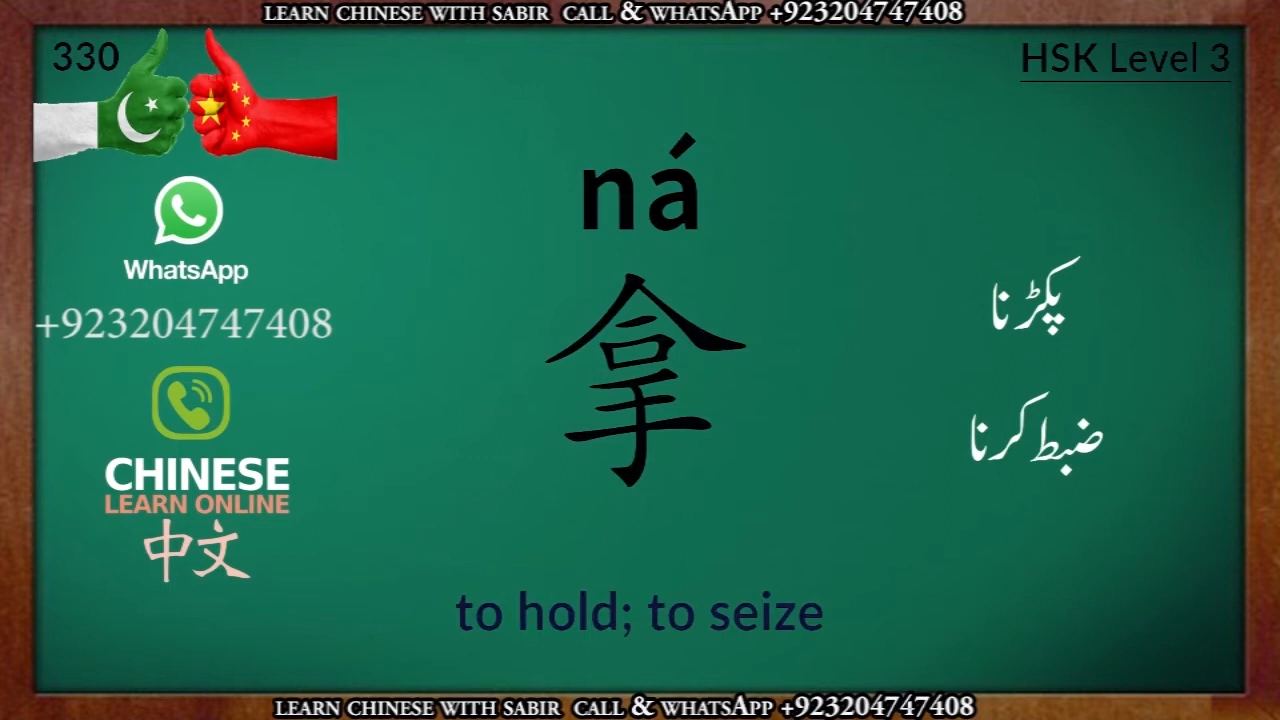 LEARN CHINESE WITH SABIR CALL & WHATSAPP +923204747408
330
HSK Level 3
ná
拿
WhatsApp
+923204747408
پکڑنا
ضبط کرنا
CHINESE
LEARN ONLINE
中文
to hold; to seize
LEARN CHINESE WITH SABIR CALL & WHATSAPP +923204747408